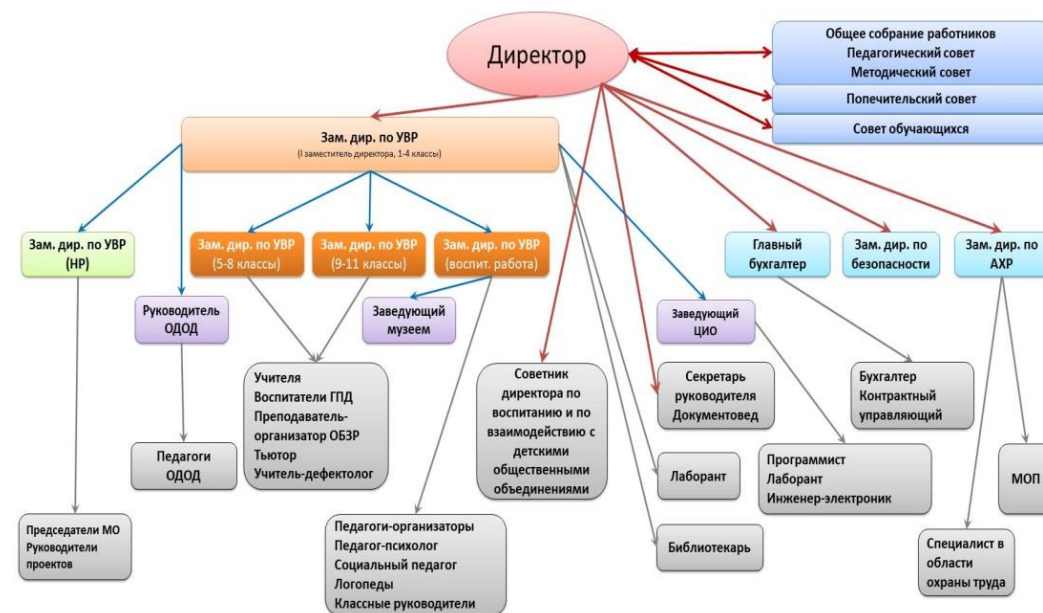 Директор
Общее собрание работников
Педагогический совет
Методический совет
Попечительский совет
Совет обучающихся
Зам. дир. по УВР
(I заместитель директора, 1-4 классы)
Зам. дир. по УВР
(НР)
Зам. дир. по УВР
(5-8 классы)
Зам. дир. по УВР
(9-11 классы)
Зам. дир. по УВР
(воспит. работа)
Главный
бухгалтер
Зам. дир. по
безопасности
Зам. дир. по
АХР
Руководитель
ОДОД
Заведующий
музеем
Заведующий
ЦИО
Учителя
Воспитатели ГПД
Преподаватель-
организатор ОБЗР
Тьютор
Учитель-дефектолог
Советник
директора по
воспитанию и по
взаимодействию с
детскими
общественными
объединениями
Секретарь
руководителя
Документовед
Бухгалтер
Контрактный
управляющий
Педагоги
ОДОД
Лаборант
Программист
Лаборант
Инженер-электроник
МОП
Председатели МО
Руководители
проектов
Педагоги-организаторы
Педагог-психолог
Социальный педагог
Логопеды
Классные руководители
Библиотекарь
Специалист в
области
охраны труда